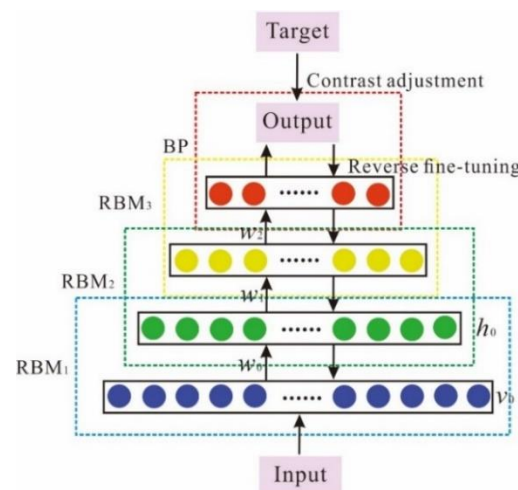 Target
Contrast adjustment
Output
BP
Reverse fine-tuning
RBM₃
w₂
RBM₂
w₁
h₀
RBM₁
w₀
v₀
Input